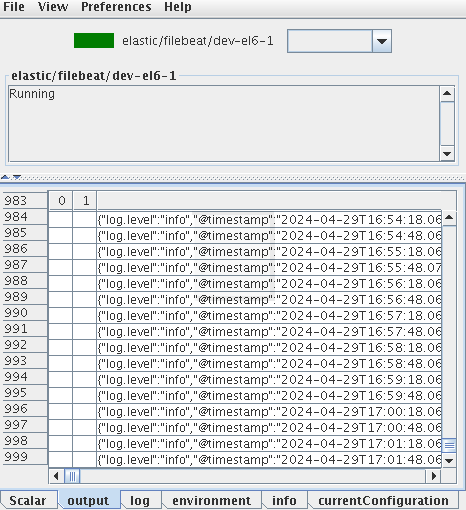 File View Preferences Help
elastic/filebeat/dev-el6-1
elastic/filebeat/dev-el6-1
Running
983 0 1
984 {"log.level":"info","@timestamp":"2024-04-29T16:54:18.06
985 {"log.level":"info","@timestamp":"2024-04-29T16:54:48.06
986 {"log.level":"info","@timestamp":"2024-04-29T16:55:18.06
987 {"log.level":"info","@timestamp":"2024-04-29T16:55:48.07
988 {"log.level":"info","@timestamp":"2024-04-29T16:56:18.06
989 {"log.level":"info","@timestamp":"2024-04-29T16:56:48.06
990 {"log.level":"info","@timestamp":"2024-04-29T16:57:18.06
991 {"log.level":"info","@timestamp":"2024-04-29T16:57:48.06
992 {"log.level":"info","@timestamp":"2024-04-29T16:58:18.06
993 {"log.level":"info","@timestamp":"2024-04-29T16:58:48.06
994 {"log.level":"info","@timestamp":"2024-04-29T16:59:18.06
995 {"log.level":"info","@timestamp":"2024-04-29T16:59:48.06
996 {"log.level":"info","@timestamp":"2024-04-29T17:00:18.06
997 {"log.level":"info","@timestamp":"2024-04-29T17:00:48.06
998 {"log.level":"info","@timestamp":"2024-04-29T17:01:18.06
999 {"log.level":"info","@timestamp":"2024-04-29T17:01:48.06
Scalar output log environment info currentConfiguration